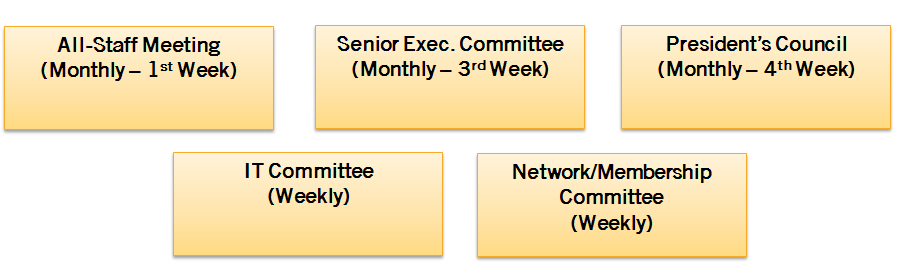 All-Staff Meeting
(Monthly – 1st Week)
Senior Exec. Committee
(Monthly – 3rd Week)
President's Council
(Monthly – 4th Week)
IT Committee
(Weekly)
Network/Membership
Committee
(Weekly)